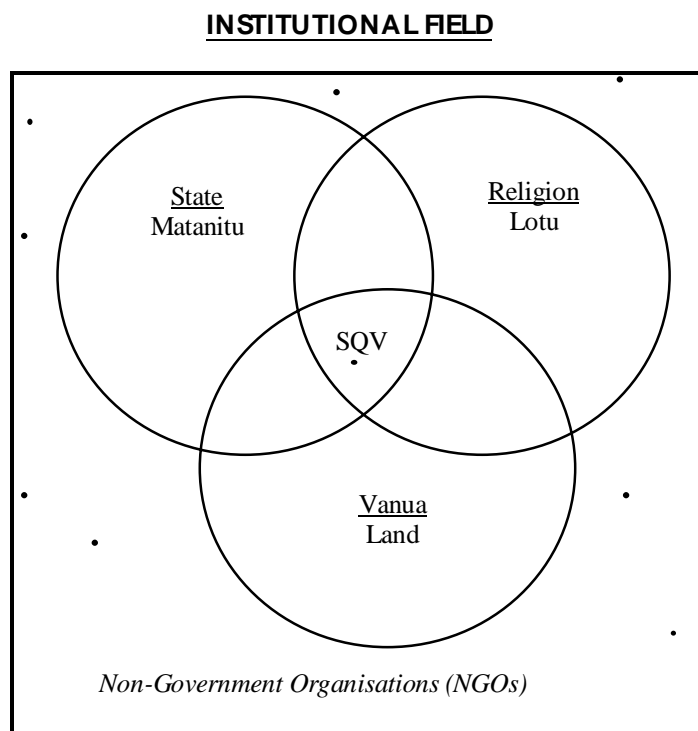 INSTITUTIONAL FIELD
State
Matanitu
Religion
Lotu
SQV
Vanua
Land
Non-Government Organisations (NGOs)